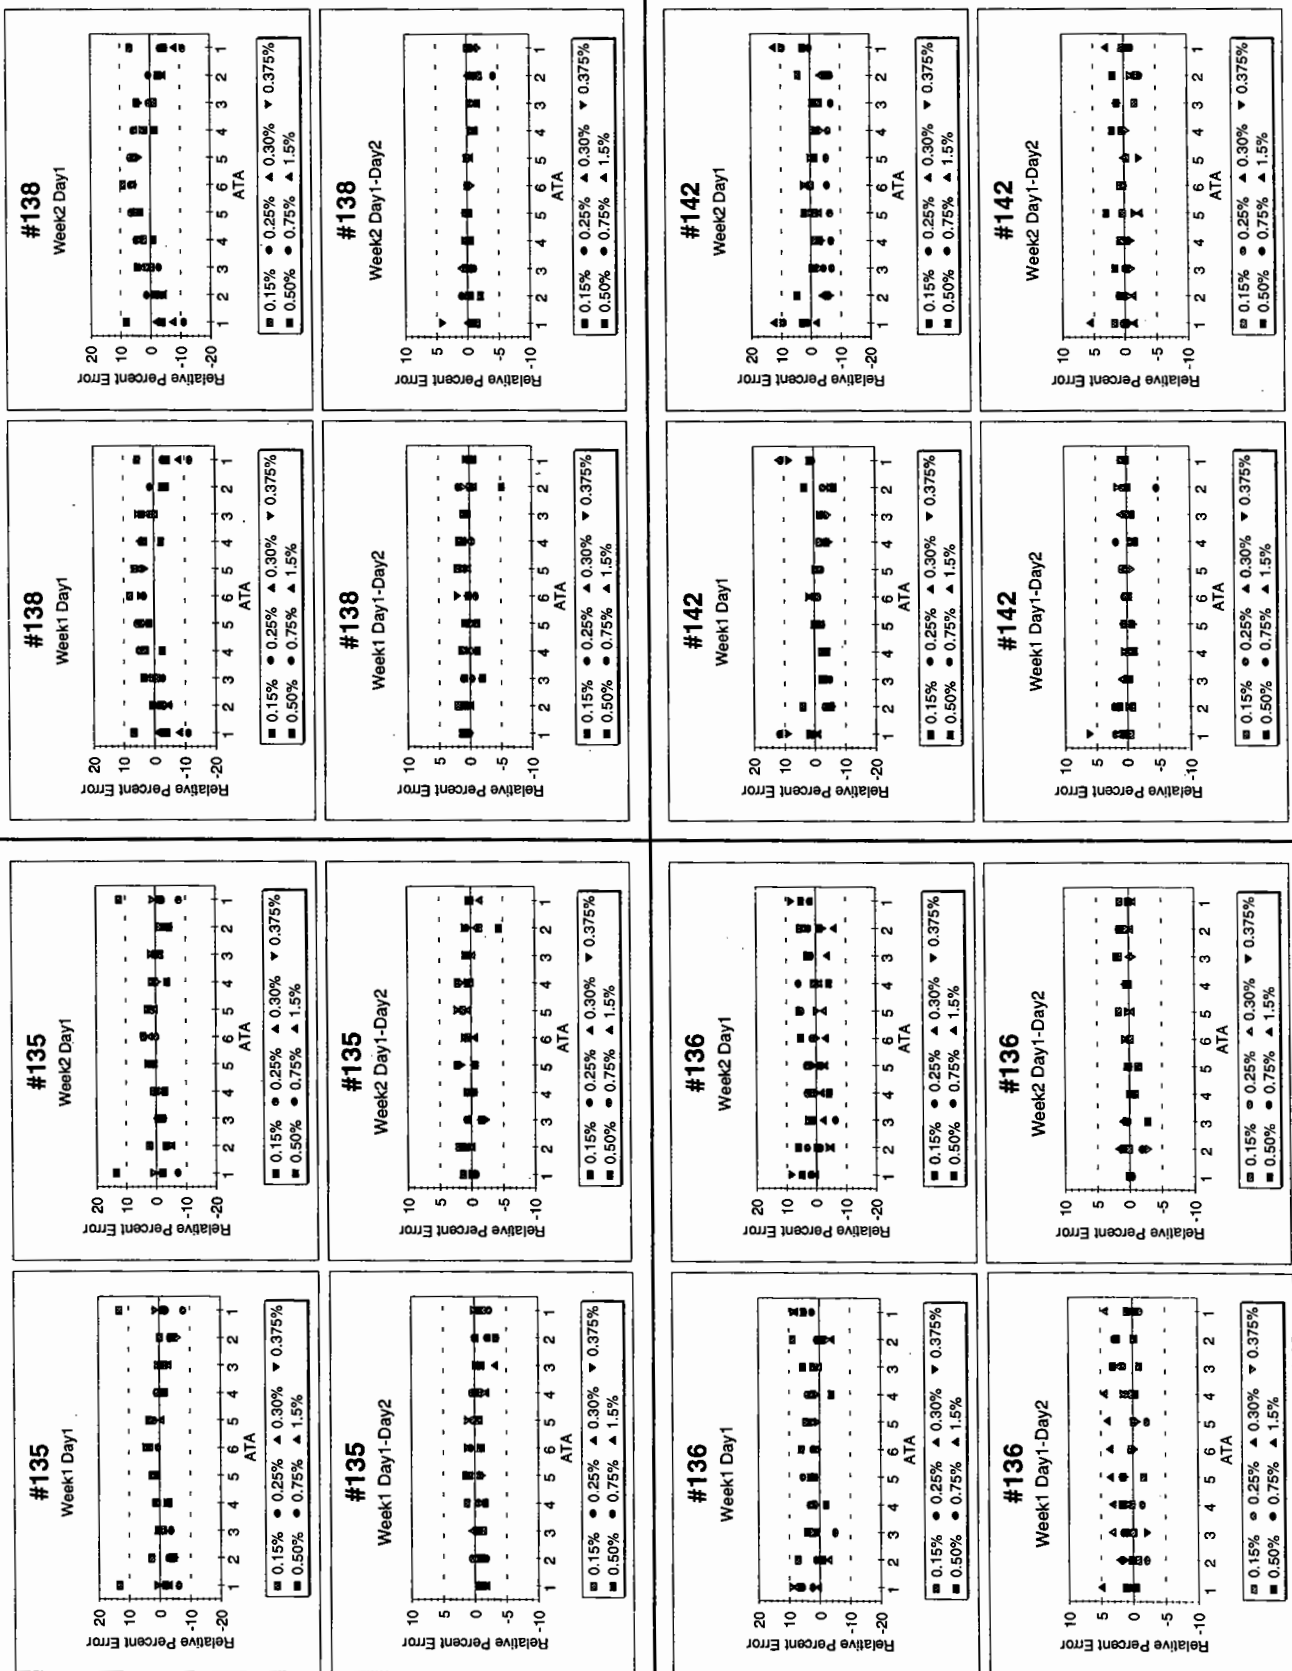 #135
Week1 Day1
Relative Percent Error
20
10
0
-10
-20
1 2 3 4 5 6 5 4 3 2 1
ATA
0.15% 0.25% 0.30% 0.375%
0.50% 0.75% 1.5%
#135
Week2 Day1
Relative Percent Error
20
10
0
-10
-20
1 2 3 4 5 6 5 4 3 2 1
ATA
0.15% 0.25% 0.30% 0.375%
0.50% 0.75% 1.5%
#135
Week1 Day1-Day2
Relative Percent Error
10
5
0
-5
-10
1 2 3 4 5 6 5 4 3 2 1
ATA
0.15% 0.25% 0.30% 0.375%
0.50% 0.75% 1.5%
#135
Week2 Day1-Day2
Relative Percent Error
10
5
0
-5
-10
1 2 3 4 5 6 5 4 3 2 1
ATA
0.15% 0.25% 0.30% 0.375%
0.50% 0.75% 1.5%
#138
Week1 Day1
Relative Percent Error
20
10
0
-10
-20
1 2 3 4 5 6 5 4 3 2 1
ATA
0.15% 0.25% 0.30% 0.375%
0.50% 0.75% 1.5%
#138
Week2 Day1
Relative Percent Error
20
10
0
-10
-20
1 2 3 4 5 6 5 4 3 2 1
ATA
0.15% 0.25% 0.30% 0.375%
0.50% 0.75% 1.5%
#138
Week1 Day1-Day2
Relative Percent Error
10
5
0
-5
-10
1 2 3 4 5 6 5 4 3 2 1
ATA
0.15% 0.25% 0.30% 0.375%
0.50% 0.75% 1.5%
#138
Week2 Day1-Day2
Relative Percent Error
10
5
0
-5
-10
1 2 3 4 5 6 5 4 3 2 1
ATA
0.15% 0.25% 0.30% 0.375%
0.50% 0.75% 1.5%
#136
Week1 Day1
Relative Percent Error
20
10
0
-10
-20
1 2 3 4 5 6 5 4 3 2 1
ATA
0.15% 0.25% 0.30% 0.375%
0.50% 0.75% 1.5%
#136
Week2 Day1
Relative Percent Error
20
10
0
-10
-20
1 2 3 4 5 6 5 4 3 2 1
ATA
0.15% 0.25% 0.30% 0.375%
0.50% 0.75% 1.5%
#136
Week1 Day1-Day2
Relative Percent Error
10
5
0
-5
-10
1 2 3 4 5 6 5 4 3 2 1
ATA
0.15% 0.25% 0.30% 0.375%
0.50% 0.75% 1.5%
#136
Week2 Day1-Day2
Relative Percent Error
10
5
0
-5
-10
1 2 3 4 5 6 5 4 3 2 1
ATA
0.15% 0.25% 0.30% 0.375%
0.50% 0.75% 1.5%
#142
Week1 Day1
Relative Percent Error
20
10
0
-10
-20
1 2 3 4 5 6 5 4 3 2 1
ATA
0.15% 0.25% 0.30% 0.375%
0.50% 0.75% 1.5%
#142
Week2 Day1
Relative Percent Error
20
10
0
-10
-20
1 2 3 4 5 6 5 4 3 2 1
ATA
0.15% 0.25% 0.30% 0.375%
0.50% 0.75% 1.5%
#142
Week1 Day1-Day2
Relative Percent Error
10
5
0
-5
-10
1 2 3 4 5 6 5 4 3 2 1
ATA
0.15% 0.25% 0.30% 0.375%
0.50% 0.75% 1.5%
#142
Week2 Day1-Day2
Relative Percent Error
10
5
0
-5
-10
1 2 3 4 5 6 5 4 3 2 1
ATA
0.15% 0.25% 0.30% 0.375%
0.50% 0.75% 1.5%